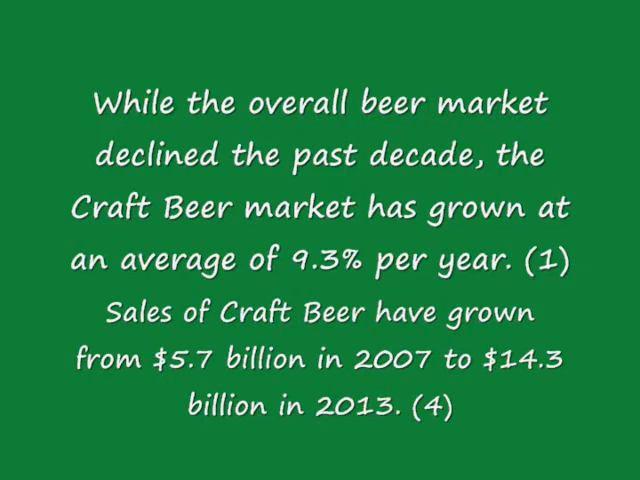 While the overall beer market
declined the past decade, the
Craft Beer market has grown at
an average of 9.3% per year. (1)
Sales of Craft Beer have grown
from $5.7 billion in 2007 to $14.3
billion in 2013. (4)